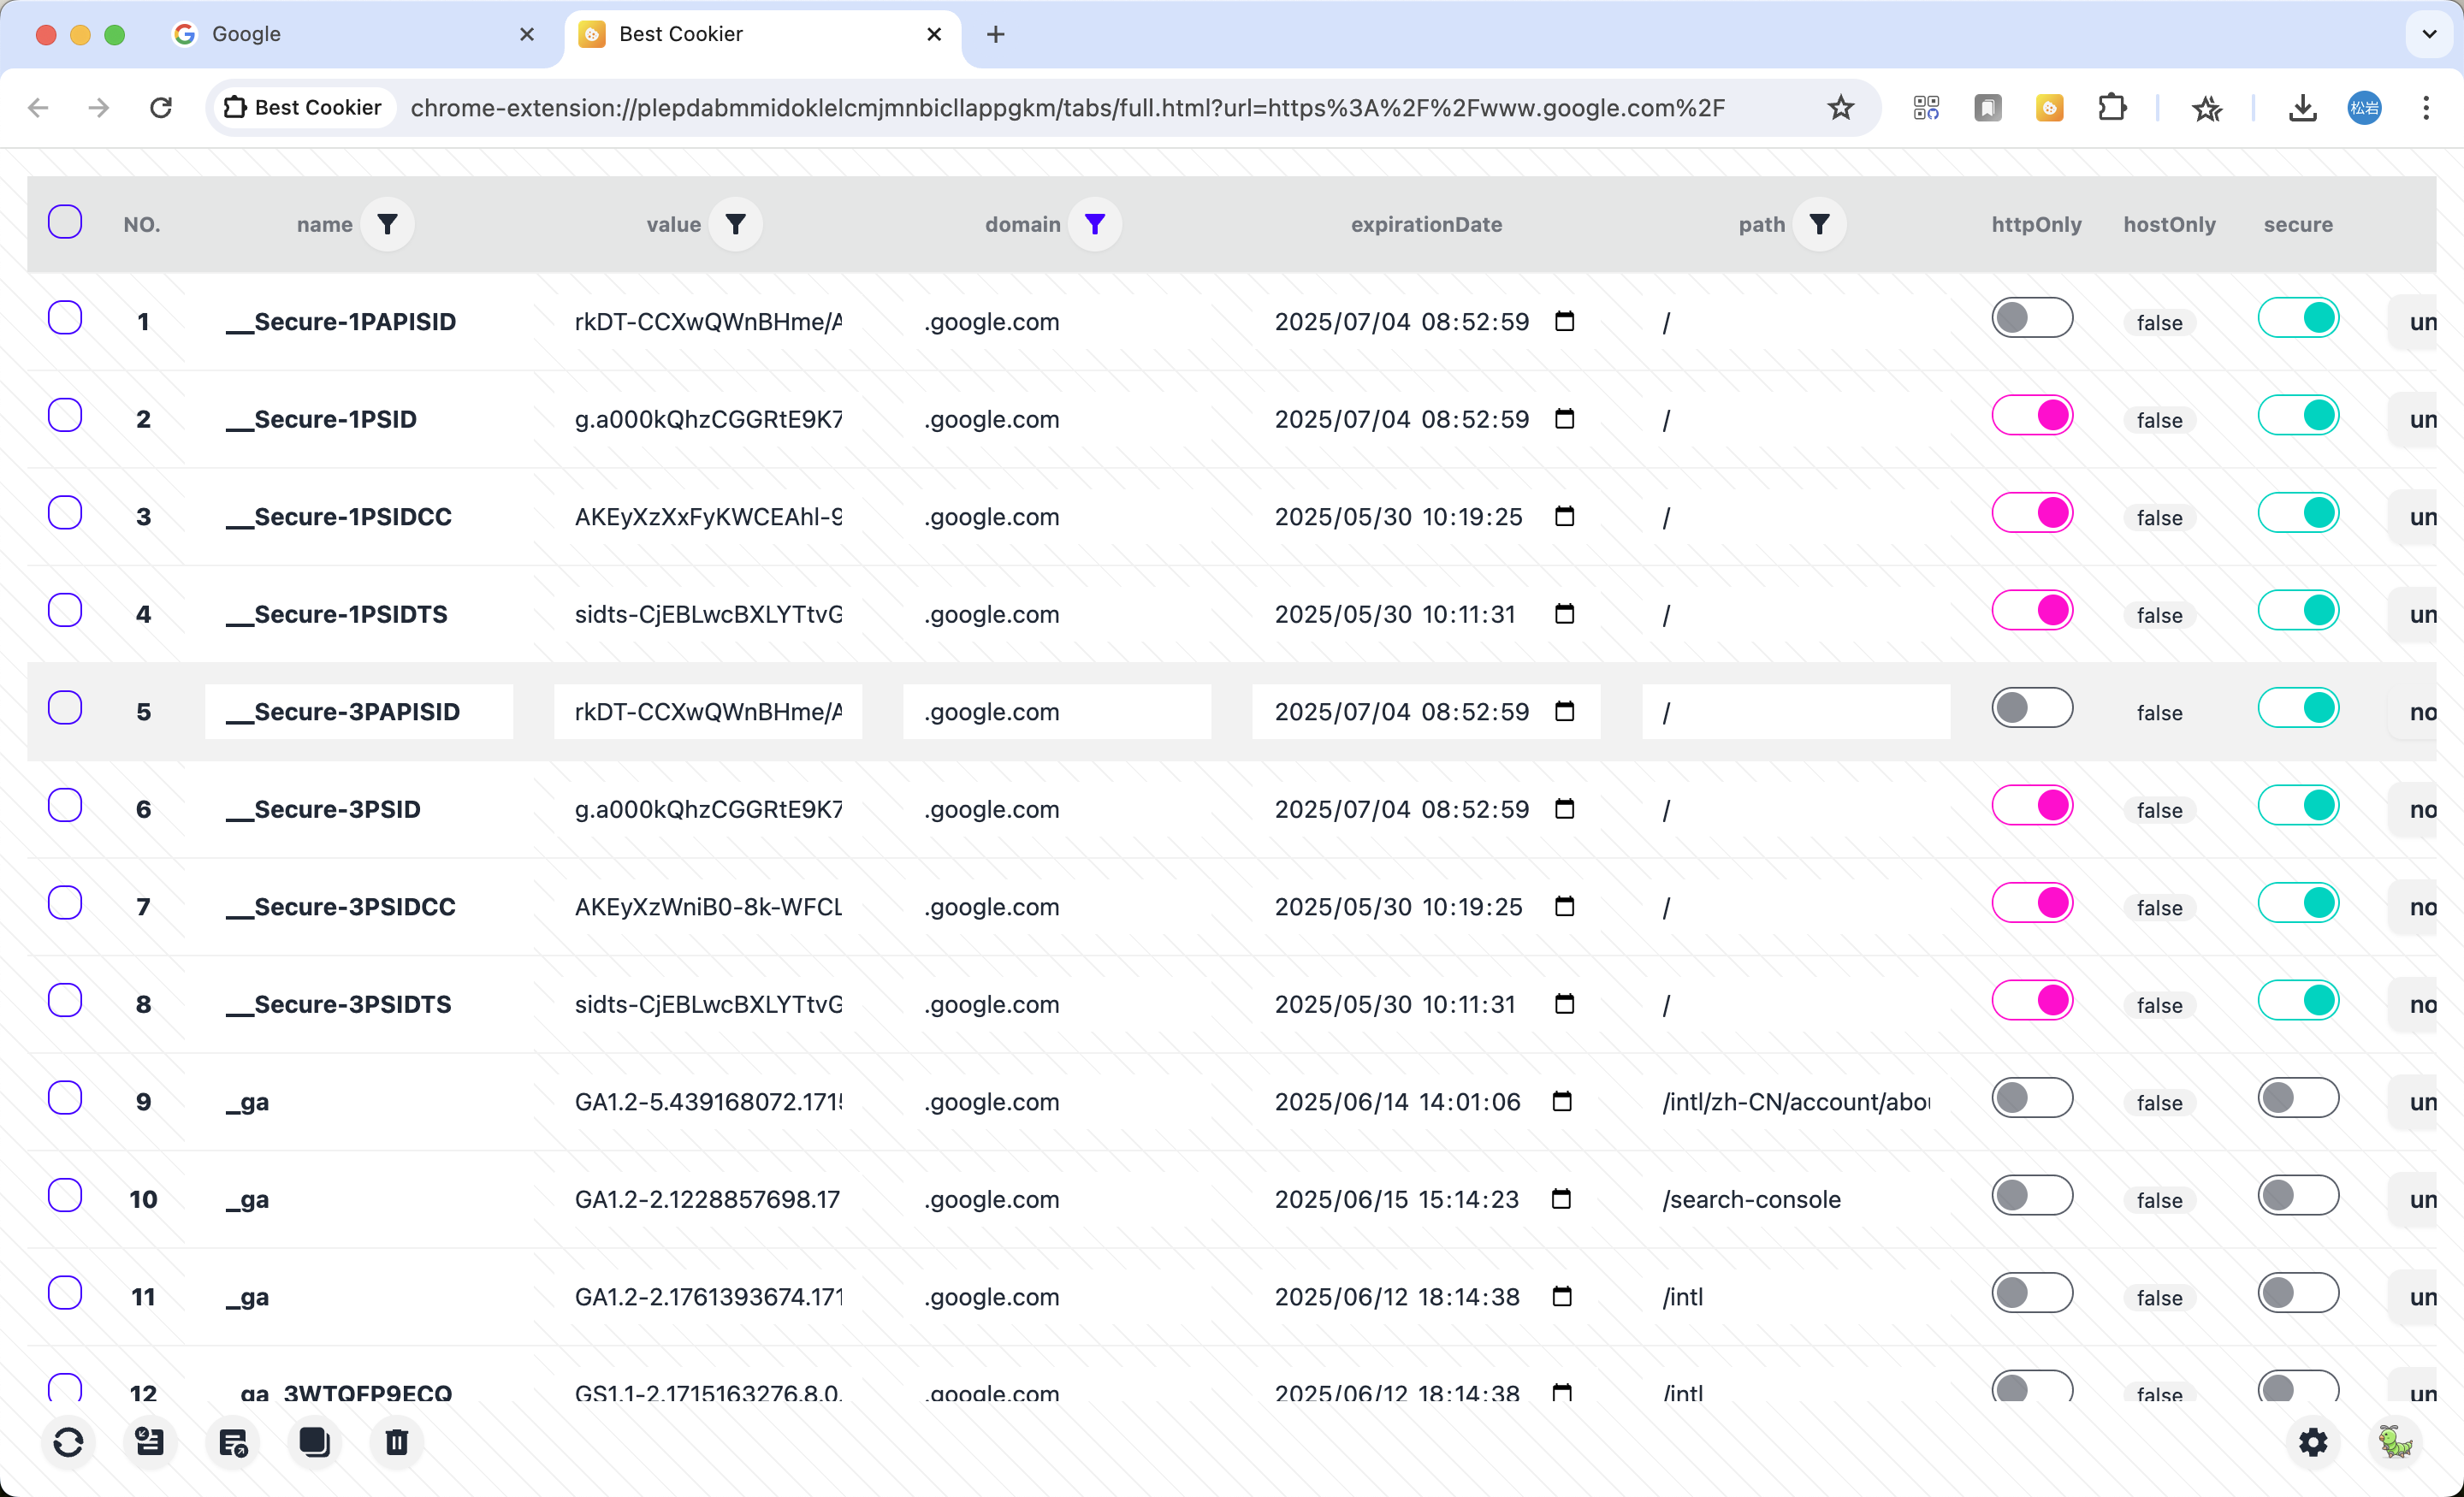 Google
Best Cookier
Best Cookier
chrome-extension://plepdabmmidoklelcmjmnbicllappgkm/tabs/full.html?url=https%3A%2F%2Fwww.google.com%2F
松岩
NO. name value domain expirationDate path httpOnly hostOnly secure
1 __Secure-1PAPISID rkDT-CCXwQWnBHme/A .google.com 2025/07/04 08:52:59 / false un
2 __Secure-1PSID g.a000kQhzCGGRtE9K7 .google.com 2025/07/04 08:52:59 / false un
3 __Secure-1PSIDCC AKEyXzXxFyKWCEAhl-9 .google.com 2025/05/30 10:19:25 / false un
4 __Secure-1PSIDTS sidts-CjEBLwcBXLYTtvG .google.com 2025/05/30 10:11:31 / false un
5 __Secure-3PAPISID rkDT-CCXwQWnBHme/A .google.com 2025/07/04 08:52:59 / false no
6 __Secure-3PSID g.a000kQhzCGGRtE9K7 .google.com 2025/07/04 08:52:59 / false no
7 __Secure-3PSIDCC AKEyXzWniB0-8k-WFCL .google.com 2025/05/30 10:19:25 / false no
8 __Secure-3PSIDTS sidts-CjEBLwcBXLYTtvG .google.com 2025/05/30 10:11:31 / false no
9 _ga GA1.2-5.439168072.171 .google.com 2025/06/14 14:01:06 /intl/zh-CN/account/abo false un
10 _ga GA1.2-2.1228857698.17 .google.com 2025/06/15 15:14:23 /search-console false un
11 _ga GA1.2-2.1761393674.171 .google.com 2025/06/12 18:14:38 /intl false un
12 _ga_3WTQFP9ECQ GS1.1-2.1715163276.8.0. .google.com 2025/06/12 18:14:38 /intl false un